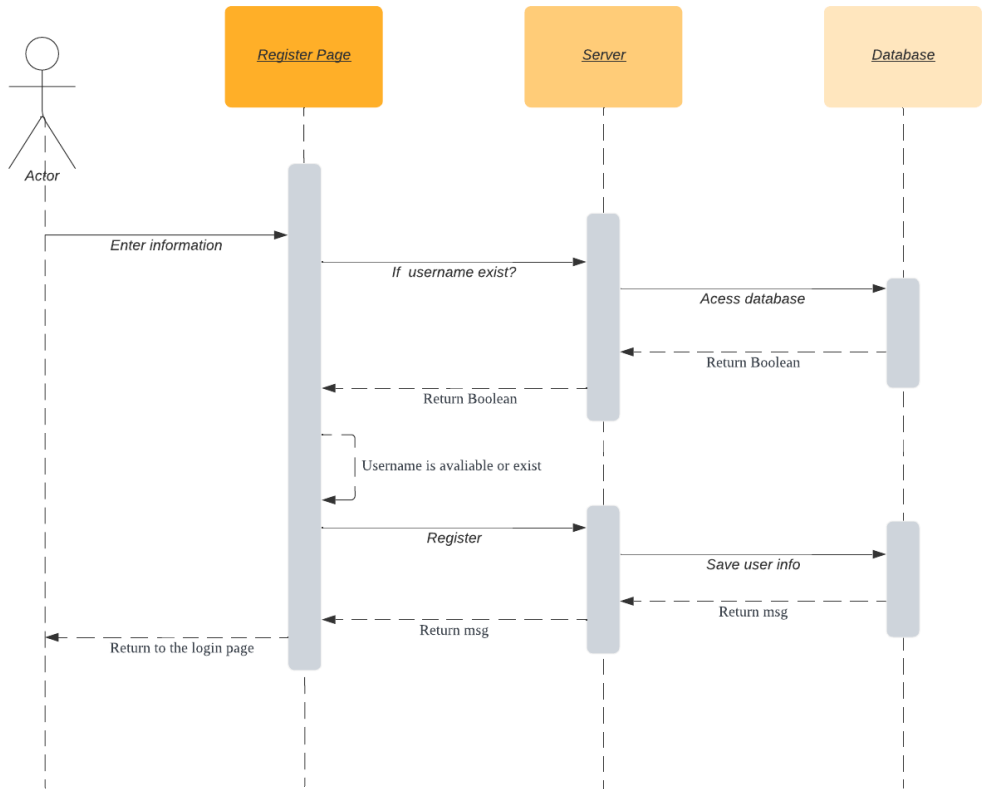 Register Page
Server
Database
Actor
Enter information
If username exist?
Acess database
Return Boolean
Return Boolean
Username is avaliable or exist
Register
Save user info
Return msg
Return msg
Return to the login page